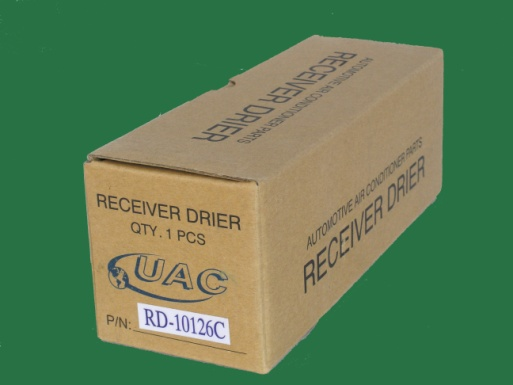 RECEIVER DRIER
AUTOMOTIVE AIR CONDITIONER PARTS
RECEIVER DRIER
QTY. 1 PCS
UAC
P/N: RD-10126C
AUTOMOTIVE AIR CONDITIONER PARTS
RECEIVER DRIER